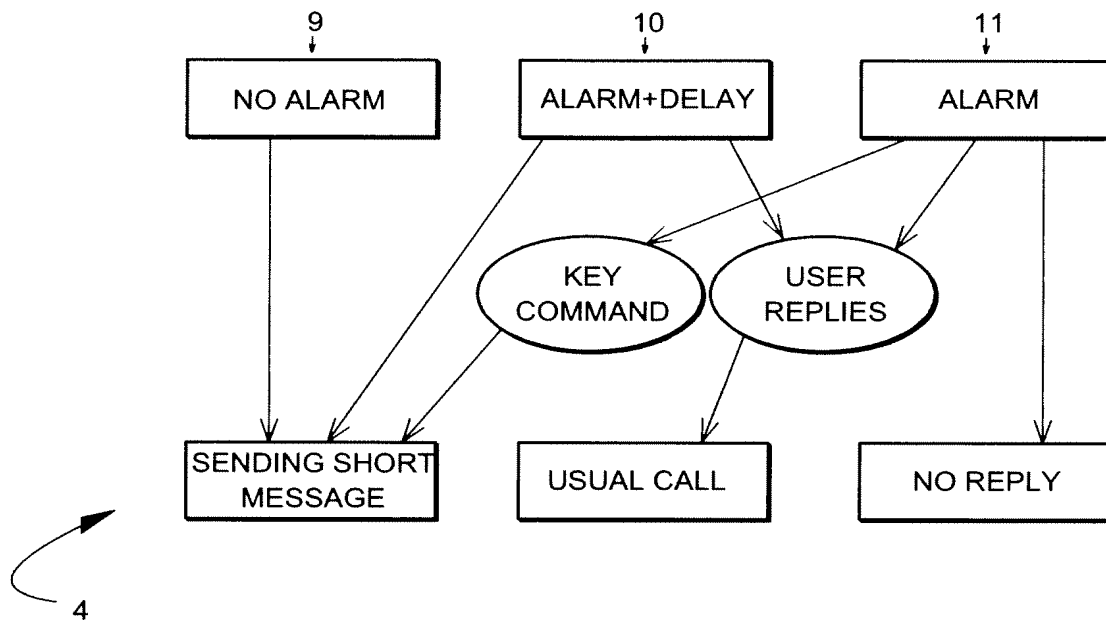 9
10
11
NO ALARM
ALARM+DELAY
ALARM
KEY
COMMAND
USER
REPLIES
SENDING SHORT
MESSAGE
USUAL CALL
NO REPLY
4